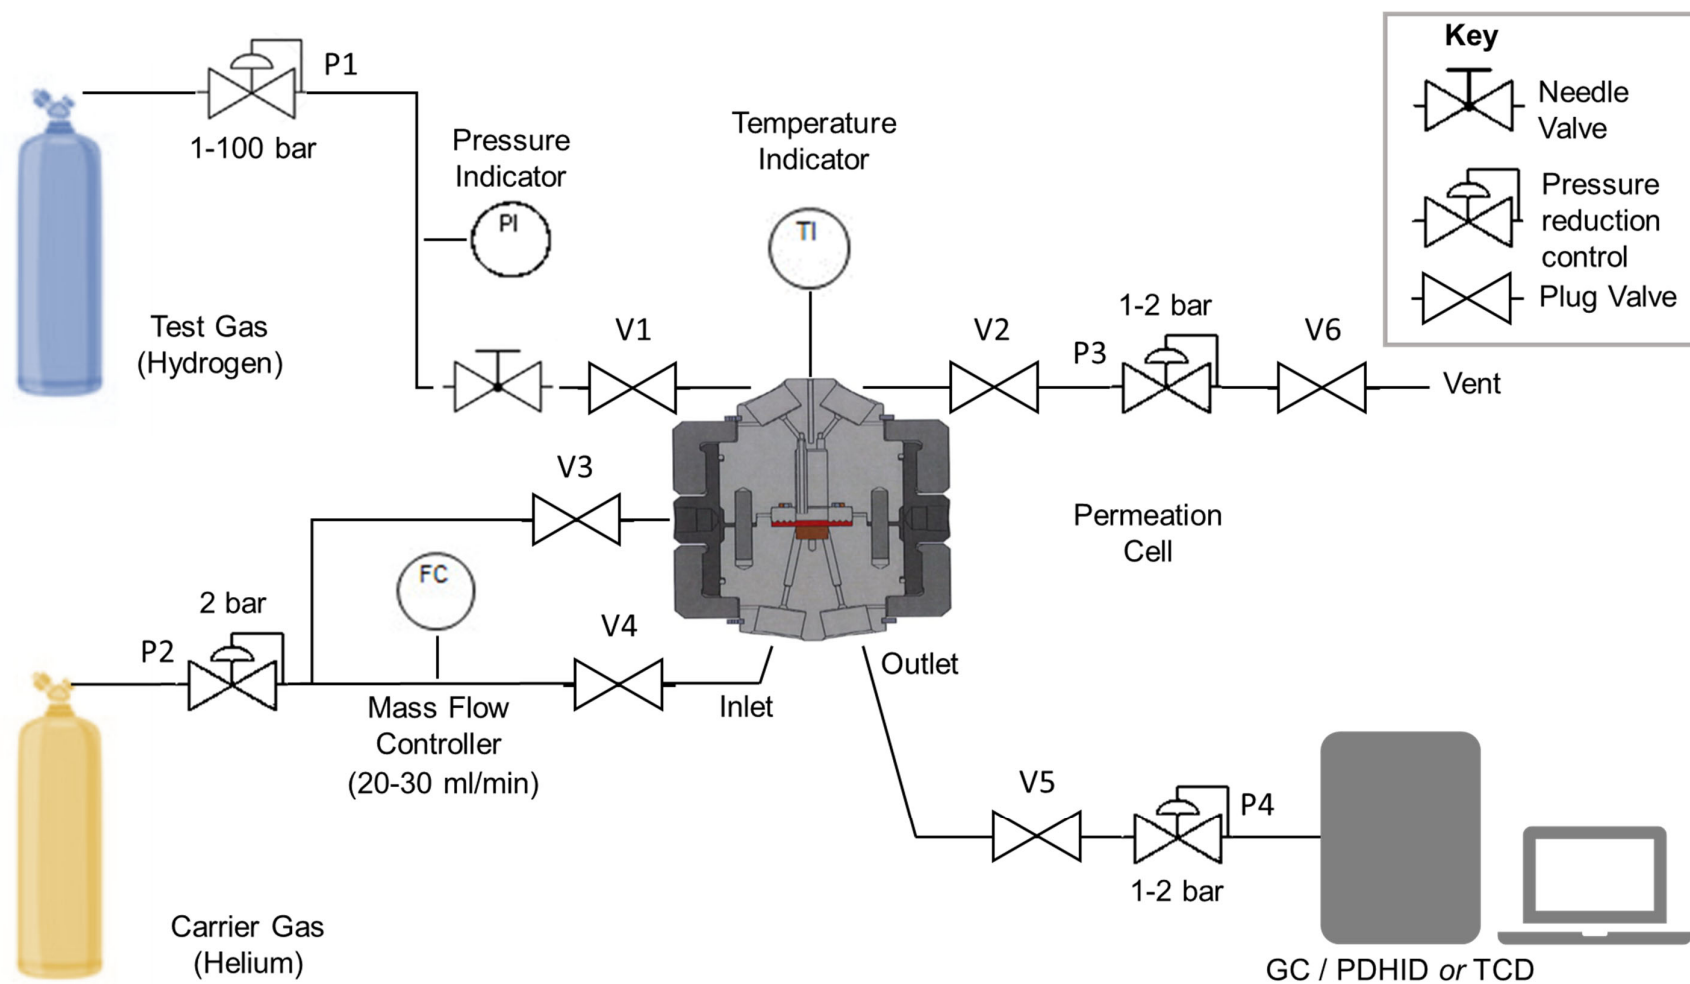 P1
1-100 bar
Pressure
Indicator
PI
Temperature
Indicator
TI
Key
Needle
Valve
Pressure
reduction
control
Plug Valve
Test Gas
(Hydrogen)
V1
V2
P3
1-2 bar
V6
Vent
V3
Permeation
Cell
FC
2 bar
P2
V4
Mass Flow
Controller
(20-30 ml/min)
Inlet
Outlet
V5
P4
1-2 bar
Carrier Gas
(Helium)
GC / PDHID or TCD